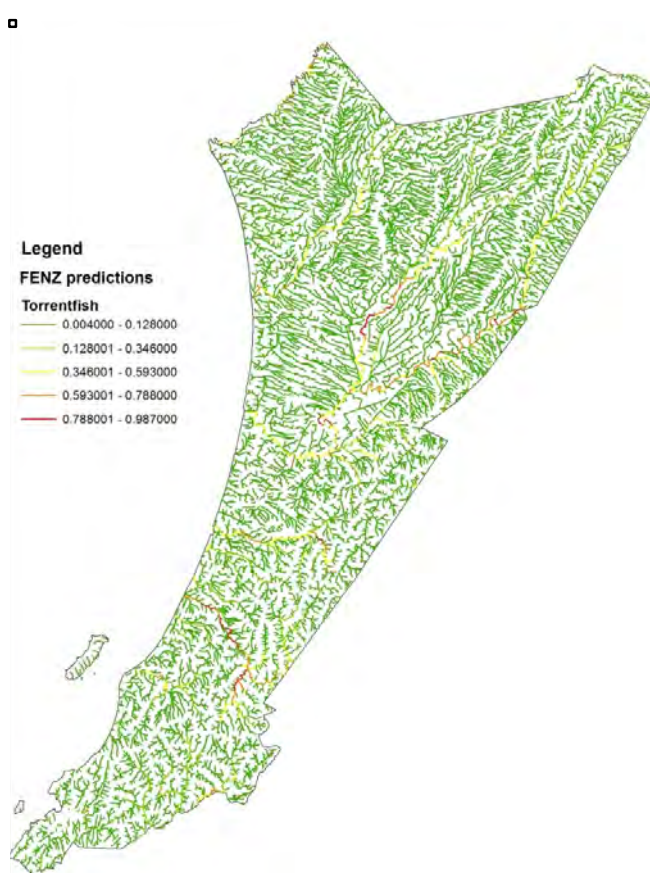 Legend
FENZ predictions
Torrentfish
0.004000 - 0.128000
0.128001 - 0.346000
0.346001 - 0.593000
0.593001 - 0.788000
0.788001 - 0.987000